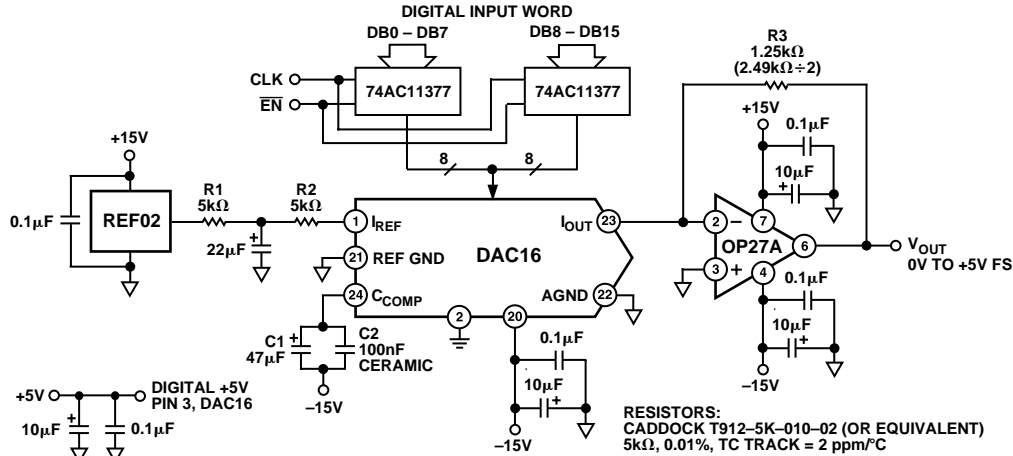 DIGITAL INPUT WORD
DB0 – DB7
DB8 – DB15
CLK
EN
74AC11377
74AC11377
8
8
R3
1.25kΩ
(2.49kΩ÷2)
+15V
0.1µF
10µF
+
+15V
0.1µF
REF02
R1
5kΩ
R2
5kΩ
+
22µF
1
IREF
21
REF GND
24
CCOMP
DAC16
IOUT
23
AGND
22
2
20
2
–
7
OP27A
6
3
+
4
VOUT
0V TO +5V FS
0.1µF
10µF
+
–15V
C1
+
47µF
C2
100nF
CERAMIC
–15V
0.1µF
10µF
+
–15V
+5V
DIGITAL +5V
PIN 3, DAC16
+
10µF
0.1µF
RESISTORS:
CADDOCK T912–5K–010–02 (OR EQUIVALENT)
5kΩ, 0.01%, TC TRACK = 2 ppm/°C